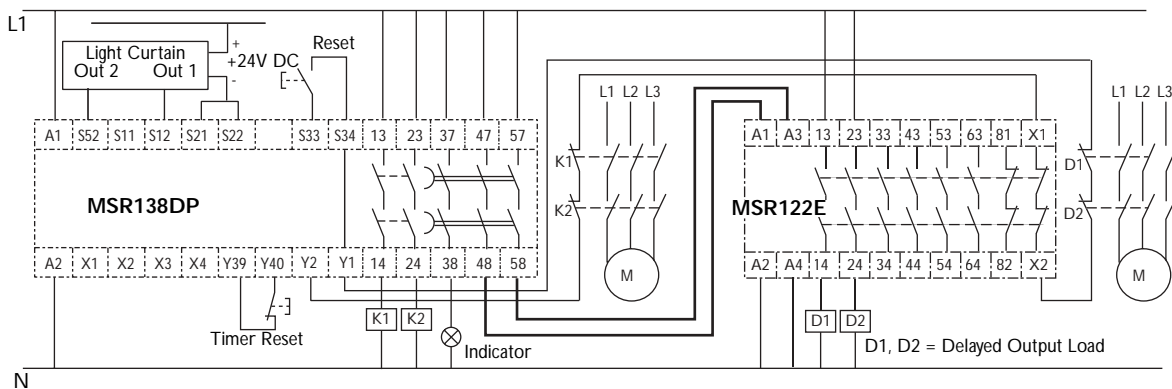 L1
Light Curtain
Out 2 Out 1
+
+24V DC
-
Reset
A1 S52 S11 S12 S21 S22 S33 S34 13 23 37 47 57
MSR138DP
A2 X1 X2 X3 X4 Y39 Y40 Y2 Y1 14 24 38 48 58
Timer Reset
K1 K2
Indicator
L1 L2 L3
K1
K2
M
A1 A3 13 23 33 43 53 63 81 X1
MSR122E
A2 A4 14 24 34 44 54 64 82 X2
D1 D2
D1, D2 = Delayed Output Load
L1 L2 L3
D1
D2
M
N